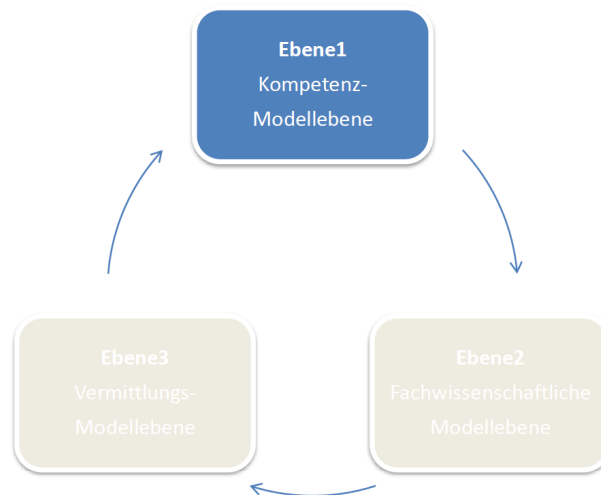 Ebene1
Kompetenz-
Modellebene
Ebene3
Vermittlungs-
Modellebene
Ebene2
Fachwissenschaftliche
Modellebene